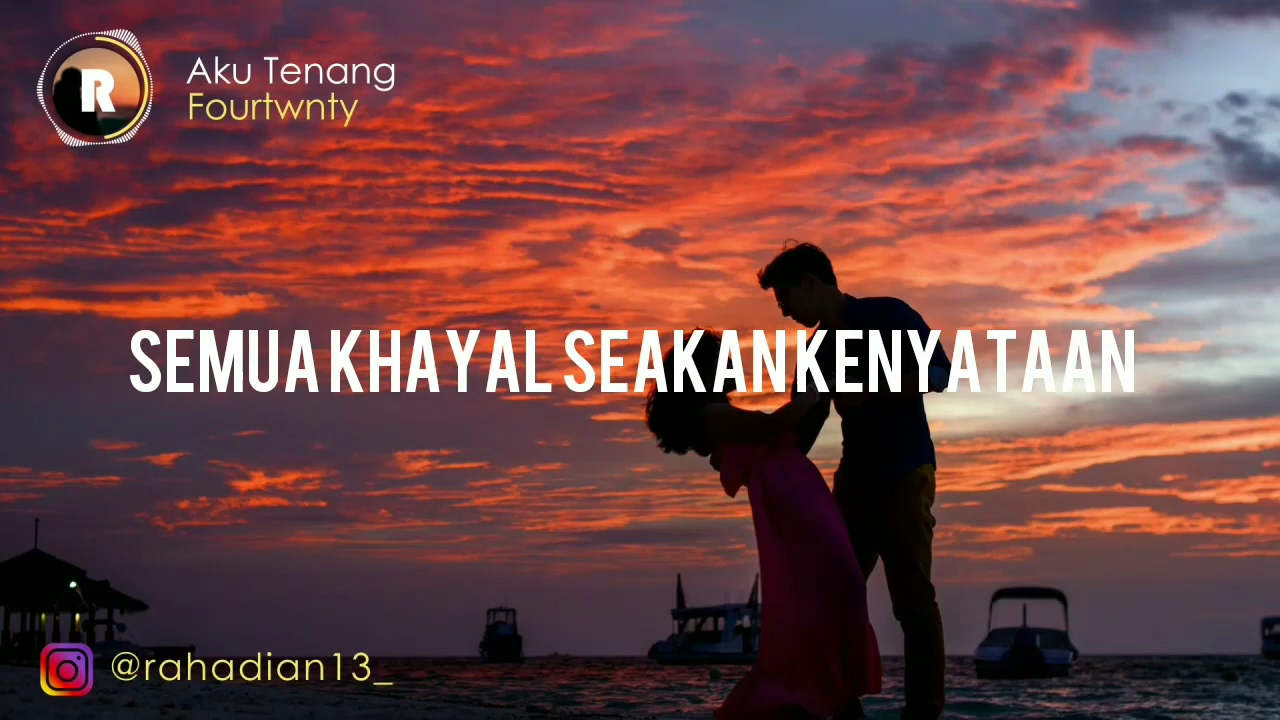 R
Aku Tenang
Fourtwnty
SEMUA KHAYAL SEAKAN KENYATAAN
@rahadian13_